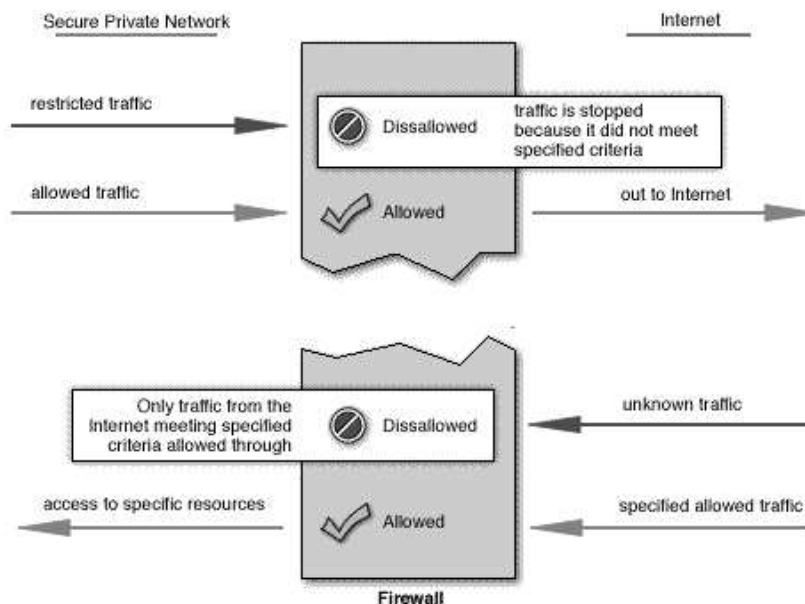 Secure Private Network
Internet
restricted traffic
Dissallowed
traffic is stopped
because it did not meet
specified criteria
allowed traffic
Allowed
out to Internet
Only traffic from the
Internet meeting specified
criteria allowed through
Dissallowed
unknown traffic
access to specific resources
Allowed
specified allowed traffic
Firewall